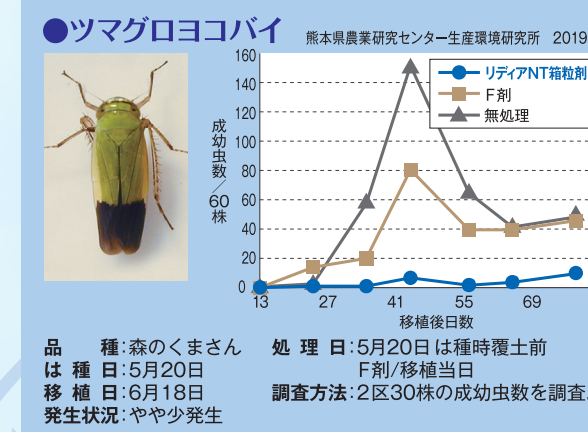 ●ツマグロヨコバイ
熊本県農業研究センター生産環境研究所　2019
成幼虫数／60株
160
140
120
100
80
60
40
20
0
リディアNT箱粒剤
F剤
無処理
13　27　41　55　69
移植後日数
品　種：森のくまさん
は種日：5月20日
移植日：6月18日
発生状況：やや少発生
処理日：5月20日は種時覆土前
F剤/移植当日
調査方法：2区30株の成幼虫数を調査